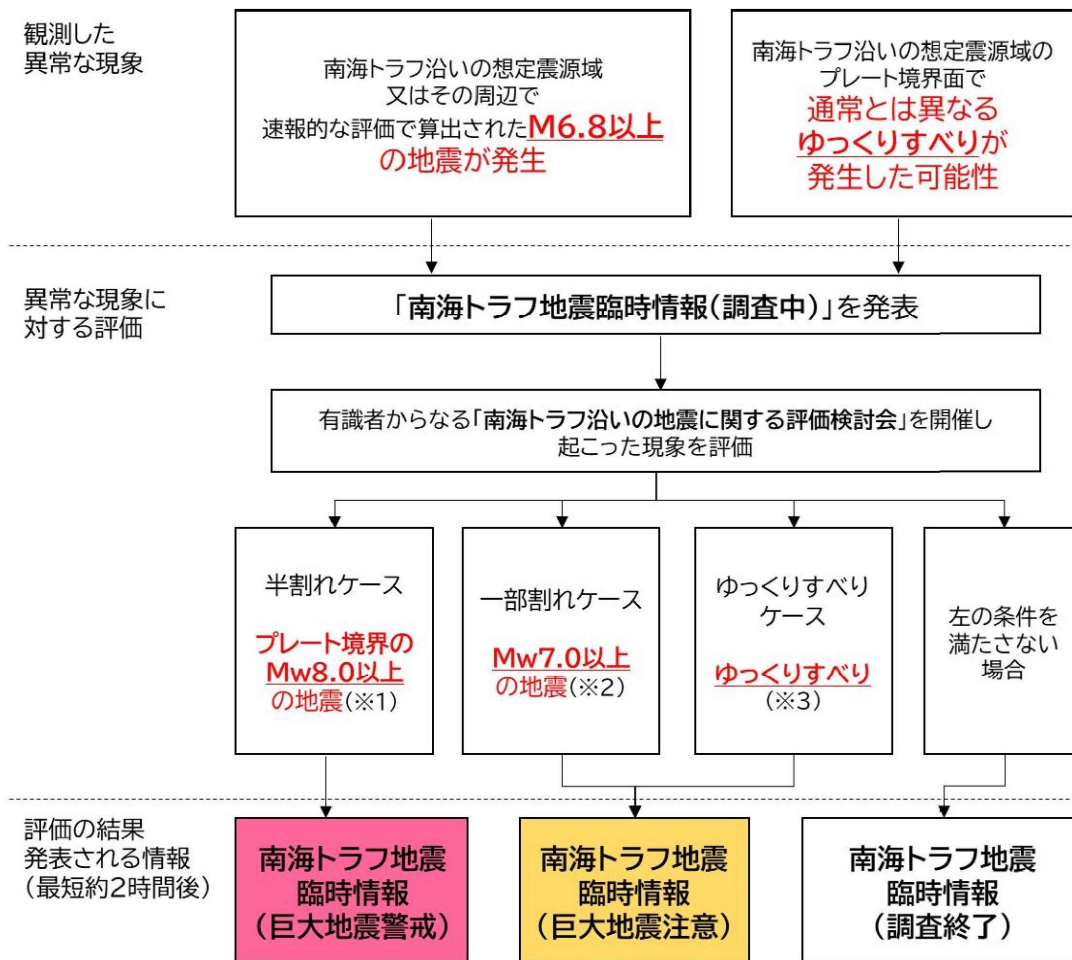 観測した
異常な現象
南海トラフ沿いの想定震源域
又はその周辺で
速報的な評価で算出されたM6.8以上
の地震が発生
南海トラフ沿いの想定震源域の
プレート境界面で
通常とは異なる
ゆっくりすべりが
発生した可能性
異常な現象に
対する評価
「南海トラフ地震臨時情報(調査中)」を発表
有識者からなる「南海トラフ沿いの地震に関する評価検討会」を開催し
起こった現象を評価
半割れケース
プレート境界の
Mw8.0以上
の地震(※1)
一部割れケース
Mw7.0以上
の地震(※2)
ゆっくりすべり
ケース
ゆっくりすべり
(※3)
左の条件を
満たさない
場合
評価の結果
発表される情報
(最短約2時間後)
南海トラフ地震
臨時情報
(巨大地震警戒)
南海トラフ地震
臨時情報
(巨大地震注意)
南海トラフ地震
臨時情報
(調査終了)